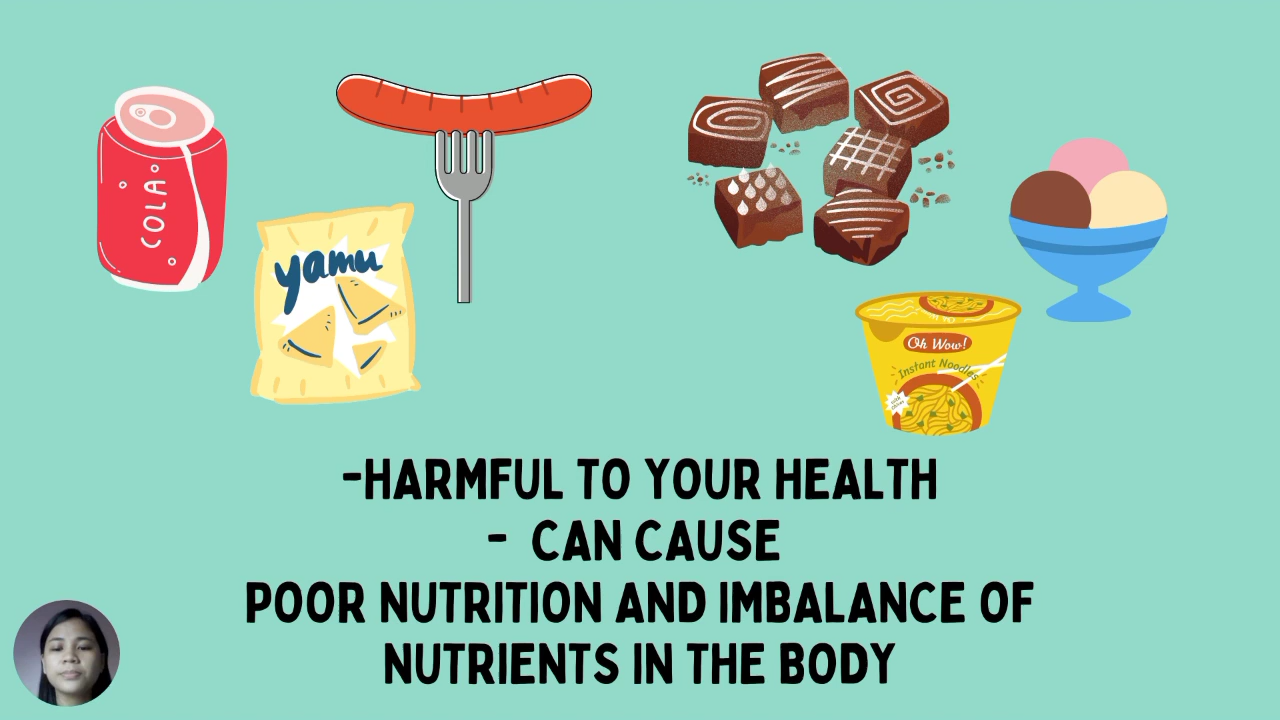 COLA
yamu
Oh Wow!
Instant Noodles
-HARMFUL TO YOUR HEALTH
- CAN CAUSE
POOR NUTRITION AND IMBALANCE OF
NUTRIENTS IN THE BODY